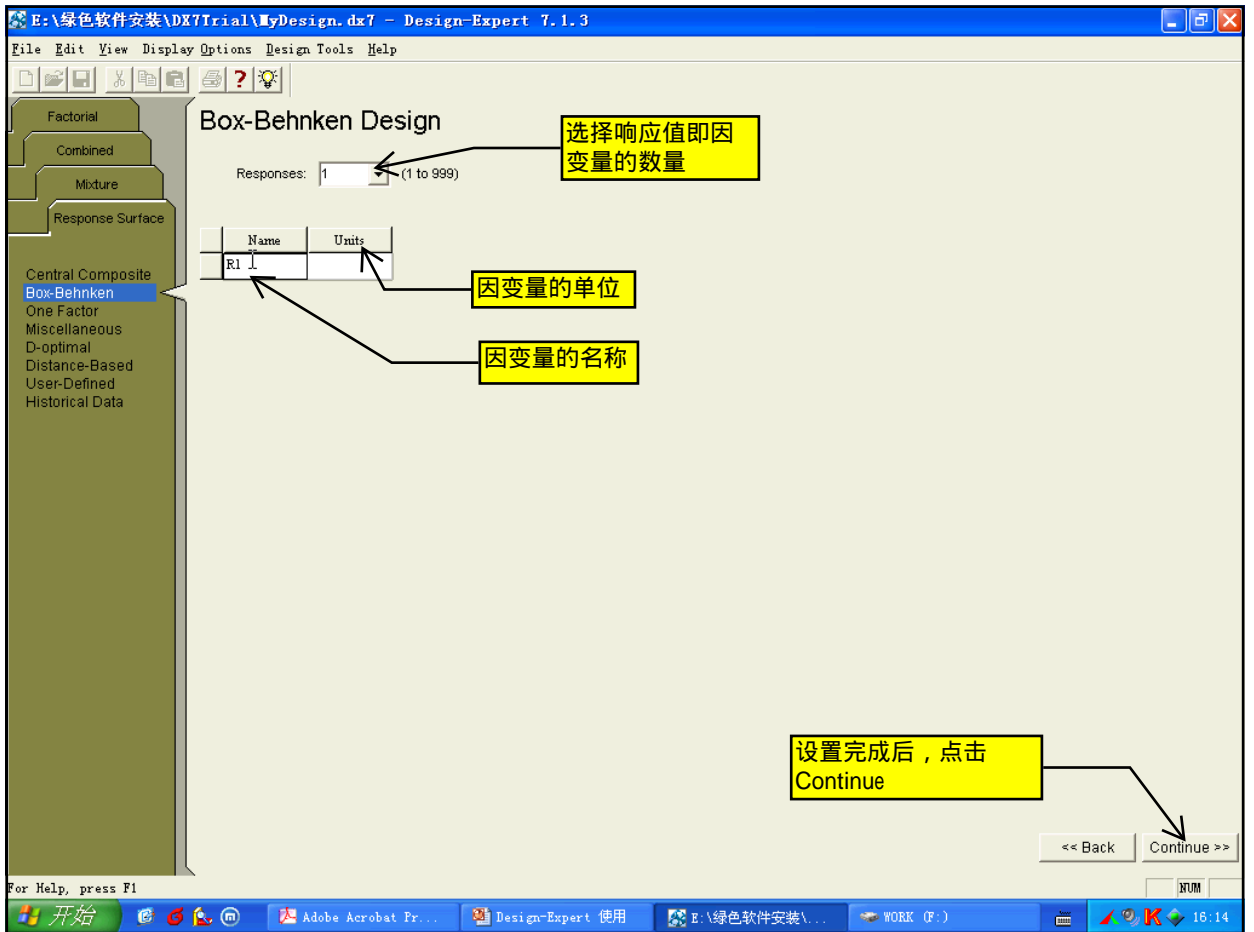 E:\绿色软件安装\DX7Trial\MyDesign.dx7 - Design-Expert 7.1.3
File Edit View Display Options Design Tools Help
Factorial
Combined
Mixture
Response Surface
Central Composite
Box-Behnken
One Factor
Miscellaneous
D-optimal
Distance-Based
User-Defined
Historical Data
Box-Behnken Design
选择响应值即因
变量的数量
Responses: 1 (1 to 999)
Name Units
R1
因变量的单位
因变量的名称
设置完成后，点击
Continue
<< Back Continue >>
For Help, press F1 NUM
开始 Adobe Acrobat Pr... Design-Expert 使用 E:\绿色软件安装\... WORK (F:) 16:14